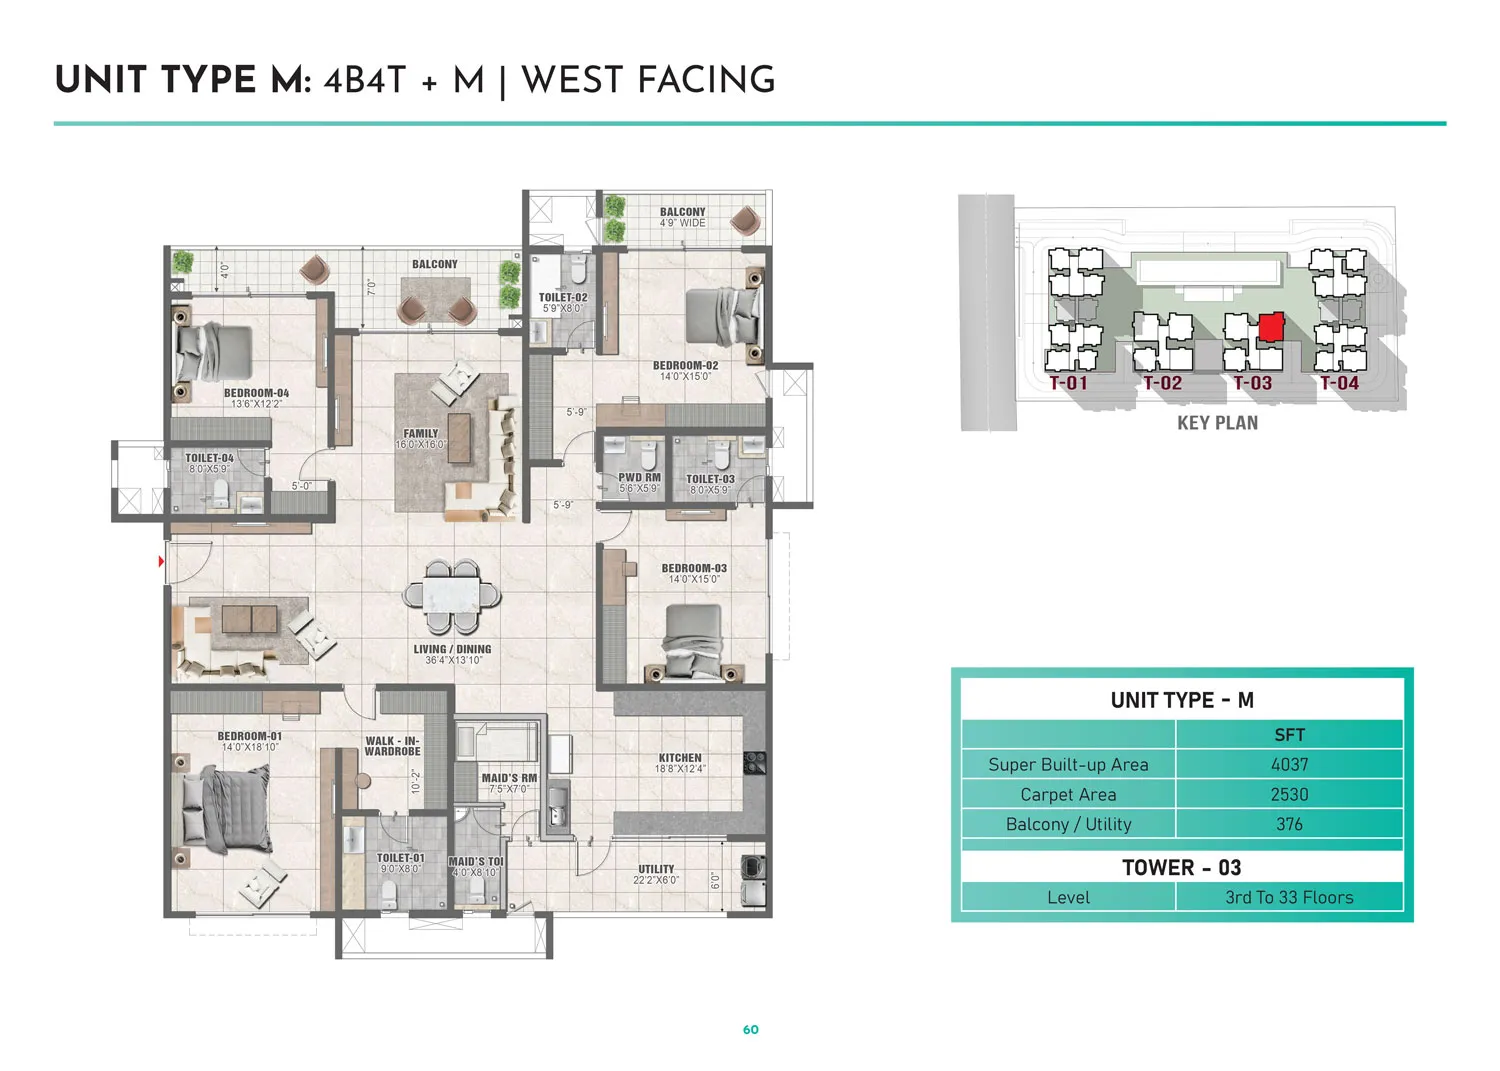 UNIT TYPE M: 4B4T + M | WEST FACING
BALCONY
4'9" WIDE
BALCONY
4'0"
7'0"
TOILET-02
5'9"X8'0"
BEDROOM-02
14'0"X15'0"
BEDROOM-04
13'6"X12'2"
5'-9"
FAMILY
16'0"X16'0"
TOILET-04
8'0"X5'9"
5'-0"
PWD RM
5'6"X5'9"
TOILET-03
8'0"X5'9"
5'-9"
BEDROOM-03
14'0"X15'0"
LIVING / DINING
36'4"X13'10"
BEDROOM-01
14'0"X18'10"
WALK - IN-
WARDROBE
10'-2"
MAID'S RM
7'5"X7'0"
KITCHEN
18'8"X12'4"
TOILET-01
9'0"X8'0"
MAID'S TOI
4'0"X8'10"
UTILITY
22'2"X6'0"
6'0"
T-01
T-02
T-03
T-04
KEY PLAN
UNIT TYPE - M
SFT
Super Built-up Area 4037
Carpet Area 2530
Balcony / Utility 376
TOWER - 03
Level 3rd To 33 Floors
60